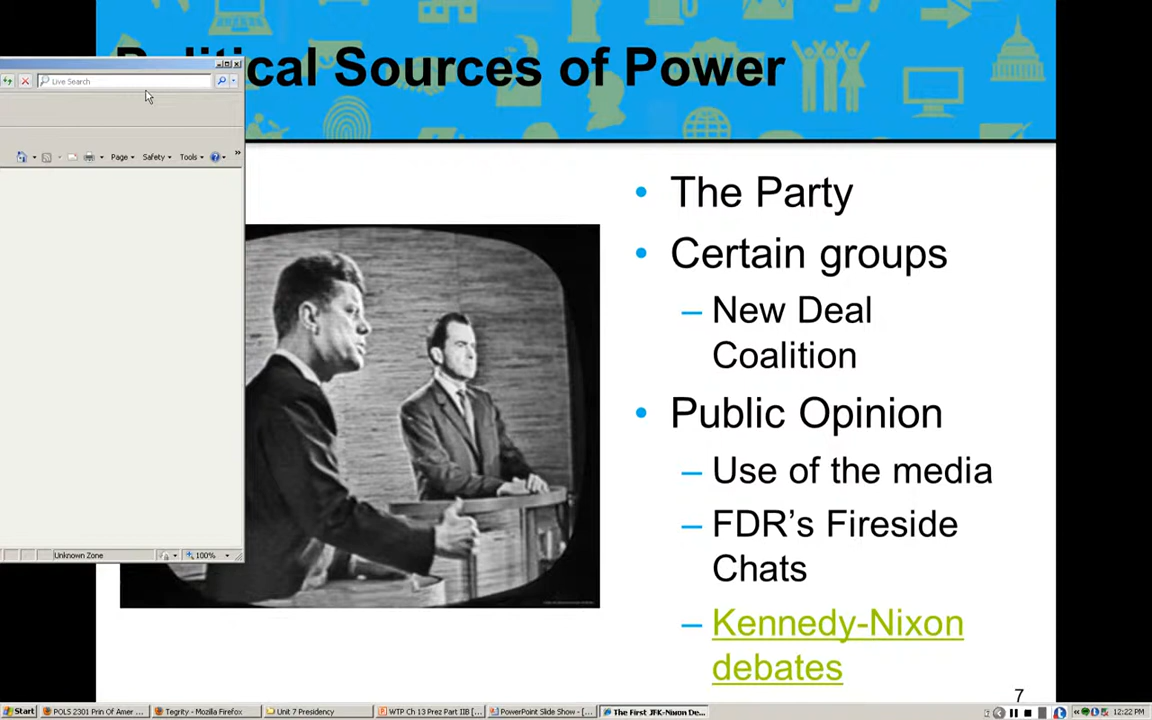 Political Sources of Power
Live Search
Page
Safety
Tools
• The Party
• Certain groups
– New Deal
Coalition
• Public Opinion
– Use of the media
– FDR's Fireside
Chats
– Kennedy-Nixon
debates
Unknown Zone
100%
7
Start
POLS 2301 Prin Of Amer ...
Tegrity - Mozilla Firefox
Unit 7 Presidency
WTP Ch 13 Prez Part IIB [...
PowerPoint Slide Show - [...
The First JFK-Nixon De...
12:22 PM